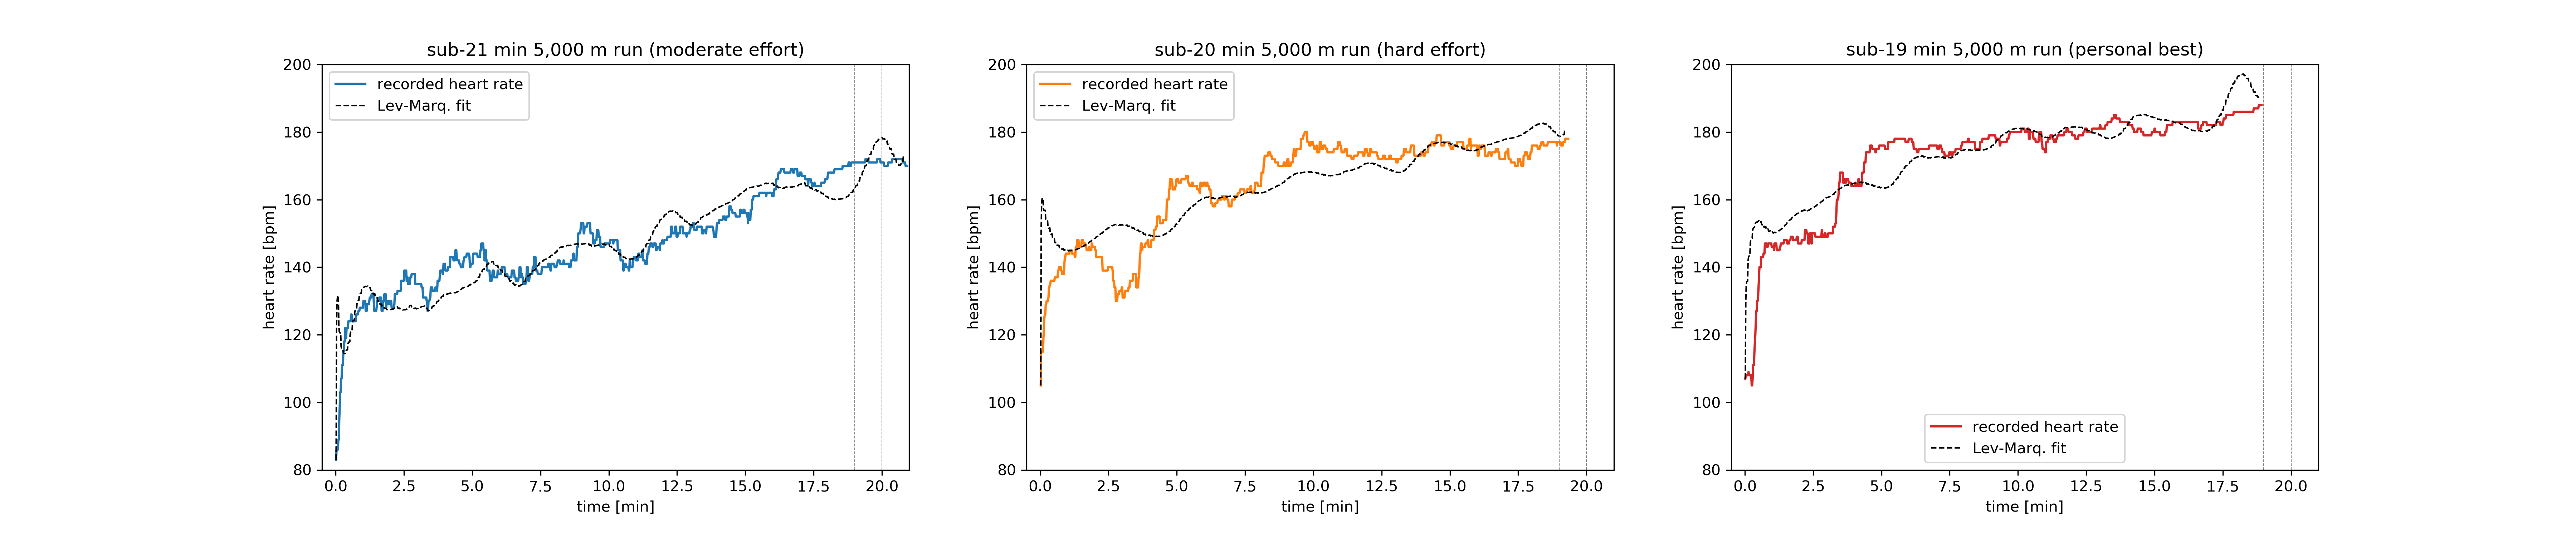 sub-21 min 5,000 m run (moderate effort)
200
180
160
140
120
100
80
heart rate [bpm]
recorded heart rate
Lev-Marq. fit
0.0 2.5 5.0 7.5 10.0 12.5 15.0 17.5 20.0
time [min]
sub-20 min 5,000 m run (hard effort)
200
180
160
140
120
100
80
heart rate [bpm]
recorded heart rate
Lev-Marq. fit
0.0 2.5 5.0 7.5 10.0 12.5 15.0 17.5 20.0
time [min]
sub-19 min 5,000 m run (personal best)
200
180
160
140
120
100
80
heart rate [bpm]
recorded heart rate
Lev-Marq. fit
0.0 2.5 5.0 7.5 10.0 12.5 15.0 17.5 20.0
time [min]